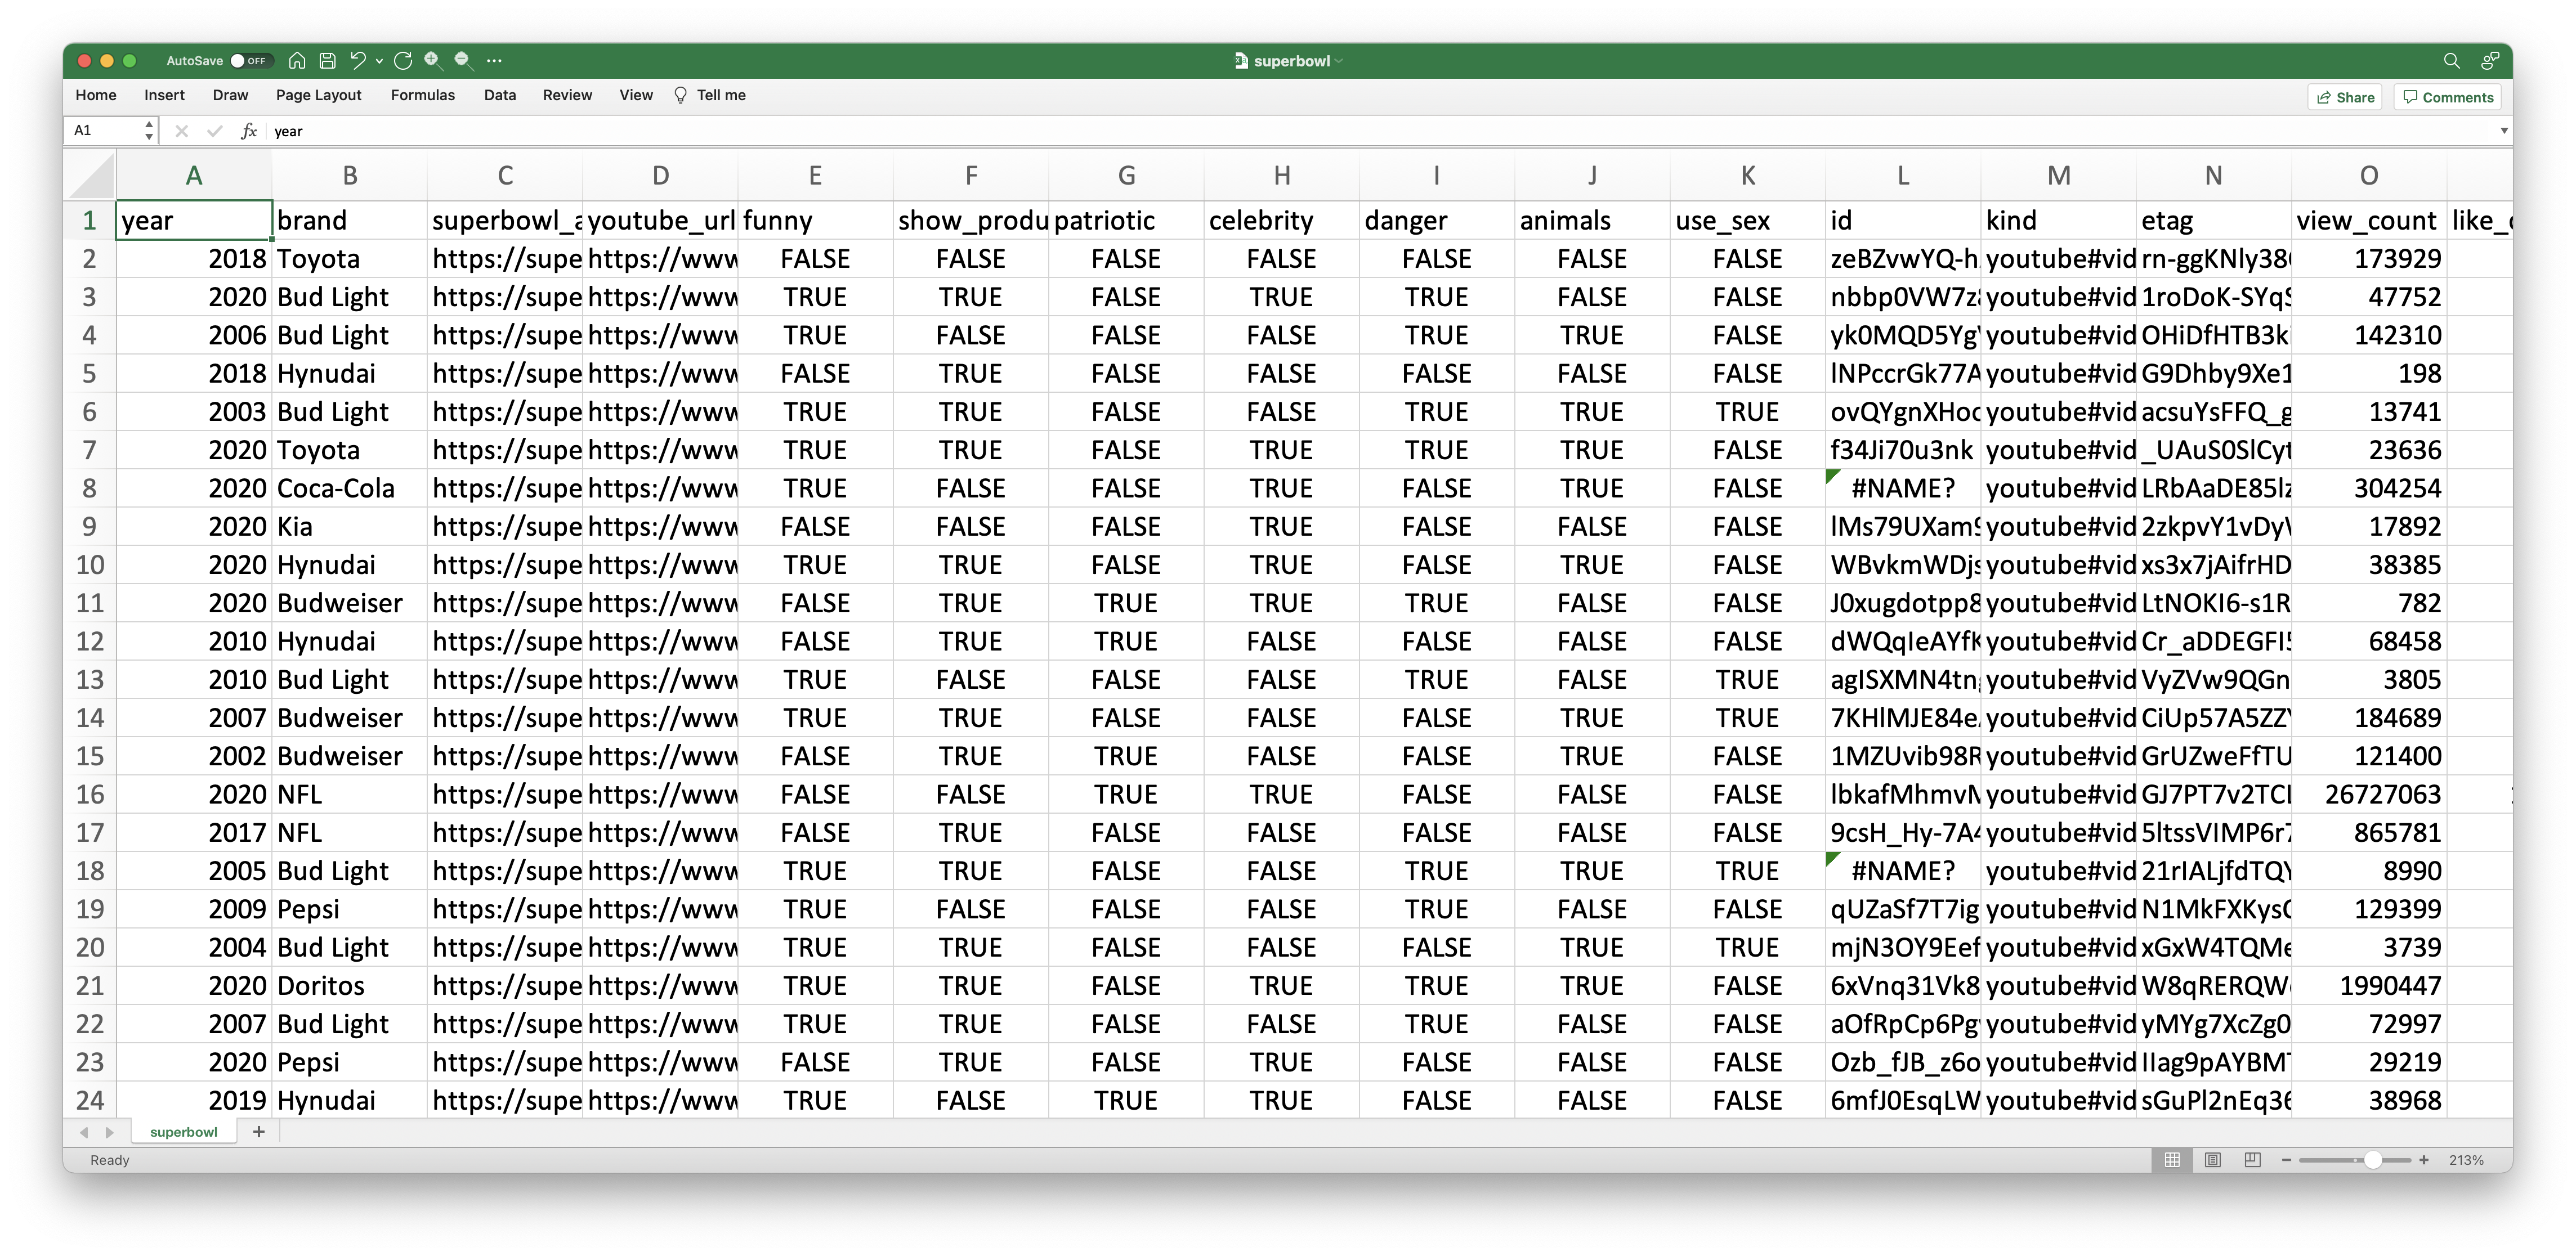 AutoSave OFF superbowl
Home Insert Draw Page Layout Formulas Data Review View Tell me Share Comments
A1 fx year
A B C D E F G H I J K L M N O
1 year brand superbowl_a youtube_url funny show_produ patriotic celebrity danger animals use_sex id kind etag view_count like_c
2 2018 Toyota https://supe https://www FALSE FALSE FALSE FALSE FALSE FALSE FALSE zeBZvwYQ-h youtube#vid rn-ggKNly38 173929
3 2020 Bud Light https://supe https://www TRUE TRUE FALSE TRUE TRUE FALSE FALSE nbbp0VW7z youtube#vid 1roDoK-SYqS 47752
4 2006 Bud Light https://supe https://www TRUE FALSE FALSE FALSE TRUE TRUE FALSE yk0MQD5Yg youtube#vid OHiDfHTB3k 142310
5 2018 Hynudai https://supe https://www FALSE TRUE FALSE FALSE FALSE FALSE FALSE lNPccrGk77A youtube#vid G9Dhby9Xe1 198
6 2003 Bud Light https://supe https://www TRUE TRUE FALSE FALSE TRUE TRUE TRUE ovQYgnXHoc youtube#vid acsuYsFFQ_g 13741
7 2020 Toyota https://supe https://www TRUE TRUE FALSE TRUE TRUE TRUE FALSE f34Ji70u3nk youtube#vid _UAuS0SlCyt 23636
8 2020 Coca-Cola https://supe https://www TRUE FALSE FALSE TRUE FALSE TRUE FALSE #NAME? youtube#vid LRbAaDE85lz 304254
9 2020 Kia https://supe https://www FALSE FALSE FALSE TRUE FALSE FALSE FALSE lMs79UXam9 youtube#vid 2zkpvY1vDy 17892
10 2020 Hynudai https://supe https://www TRUE TRUE FALSE TRUE FALSE TRUE FALSE WBvkmWDjs youtube#vid xs3x7jAifrHD 38385
11 2020 Budweiser https://supe https://www FALSE TRUE TRUE TRUE TRUE FALSE FALSE J0xugdotpp8 youtube#vid LtNOKI6-s1R 782
12 2010 Hynudai https://supe https://www FALSE TRUE TRUE FALSE FALSE FALSE FALSE dWQqIeAYfK youtube#vid Cr_aDDEGFI5 68458
13 2010 Bud Light https://supe https://www TRUE FALSE FALSE FALSE TRUE FALSE TRUE agISXMN4tn youtube#vid VyZVw9QGn 3805
14 2007 Budweiser https://supe https://www TRUE TRUE FALSE FALSE FALSE TRUE TRUE 7KHlMJE84e youtube#vid CiUp57A5ZZY 184689
15 2002 Budweiser https://supe https://www FALSE TRUE TRUE FALSE FALSE TRUE FALSE 1MZUvib98R youtube#vid GrUZweFfTU 121400
16 2020 NFL https://supe https://www FALSE FALSE TRUE TRUE FALSE FALSE FALSE lbkafMhmvM youtube#vid GJ7PT7v2TCL 26727063
17 2017 NFL https://supe https://www FALSE TRUE FALSE FALSE FALSE FALSE FALSE 9csH_Hy-7A4 youtube#vid 5ltssVIMP6r7 865781
18 2005 Bud Light https://supe https://www TRUE TRUE FALSE FALSE TRUE TRUE TRUE #NAME? youtube#vid 21rIALjfdTQY 8990
19 2009 Pepsi https://supe https://www TRUE FALSE FALSE FALSE TRUE FALSE FALSE qUZaSf7T7ig youtube#vid N1MkFXKysC 129399
20 2004 Bud Light https://supe https://www TRUE TRUE FALSE FALSE FALSE TRUE TRUE mjN3OY9Eef youtube#vid xGxW4TQMe 3739
21 2020 Doritos https://supe https://www TRUE TRUE FALSE TRUE TRUE TRUE FALSE 6xVnq31Vk8 youtube#vid W8qRERQW 1990447
22 2007 Bud Light https://supe https://www TRUE TRUE FALSE FALSE TRUE FALSE FALSE aOfRpCp6Pg youtube#vid yMYg7XcZg0 72997
23 2020 Pepsi https://supe https://www FALSE TRUE FALSE TRUE FALSE FALSE FALSE Ozb_fJB_z6o youtube#vid IIag9pAYBMT 29219
24 2019 Hynudai https://supe https://www TRUE FALSE TRUE TRUE FALSE FALSE FALSE 6mfJ0EsqLW youtube#vid sGuPl2nEq36 38968
superbowl +
Ready 213%